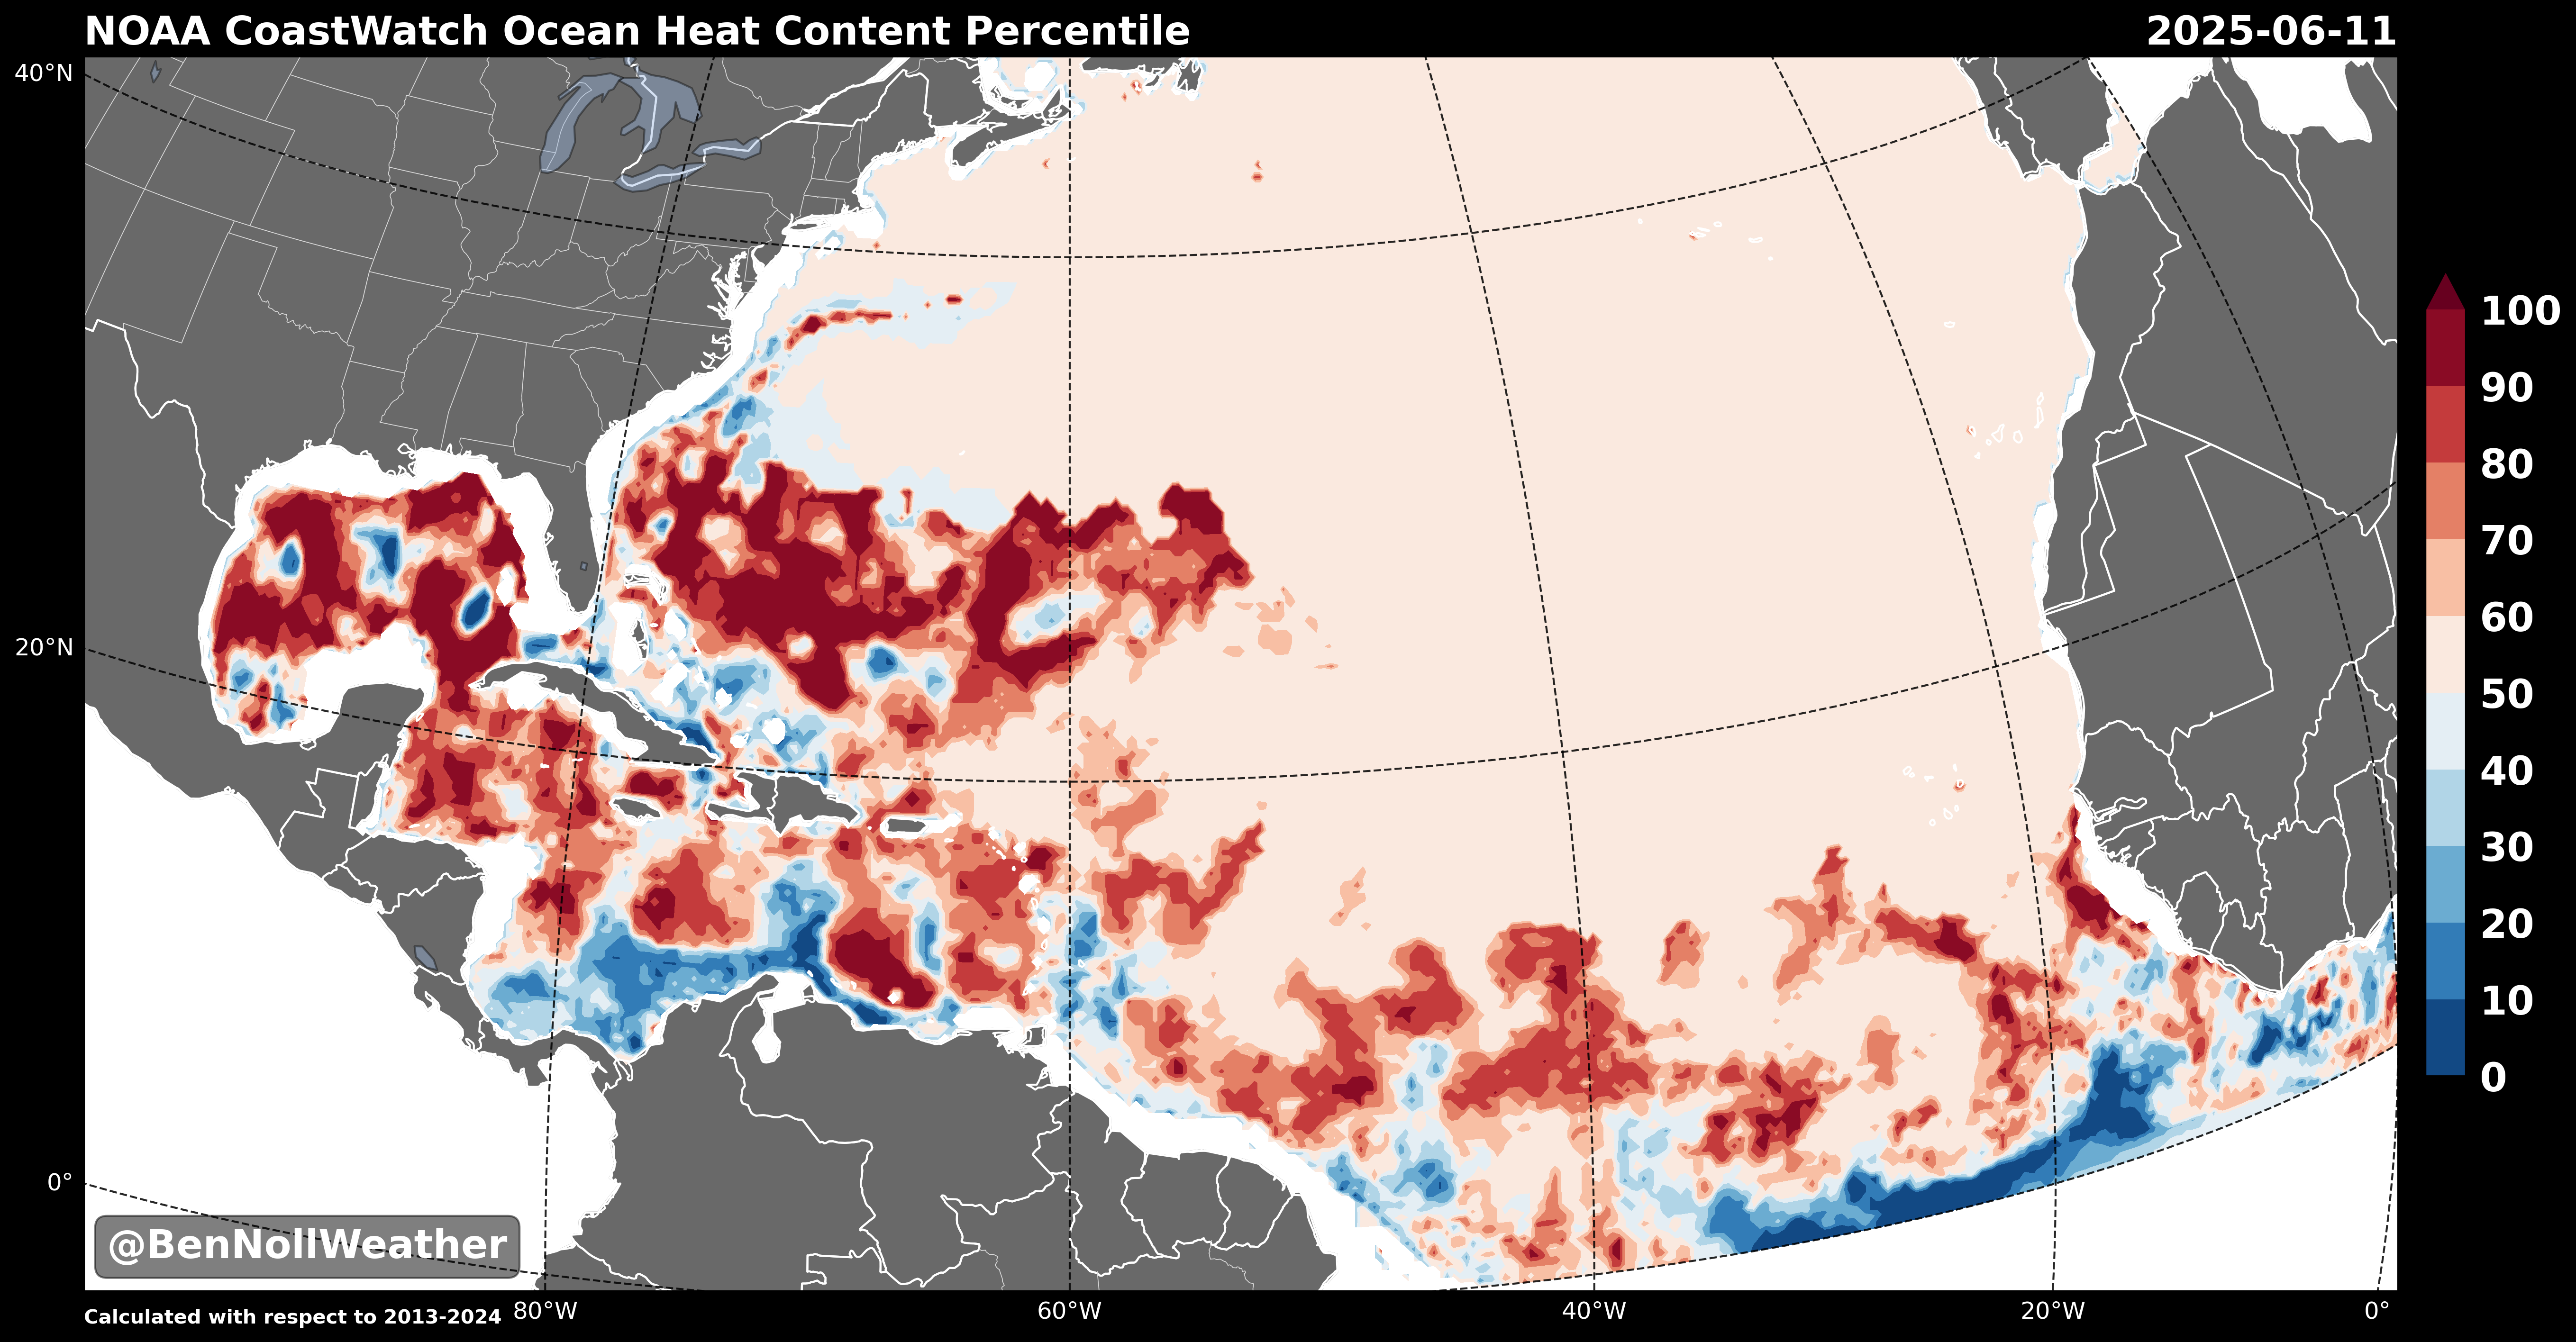 NOAA CoastWatch Ocean Heat Content Percentile
2025-06-11
40°N
20°N
0°
100
90
80
70
60
50
40
30
20
10
0
@BenNollWeather
Calculated with respect to 2013-2024
80°W
60°W
40°W
20°W
0°